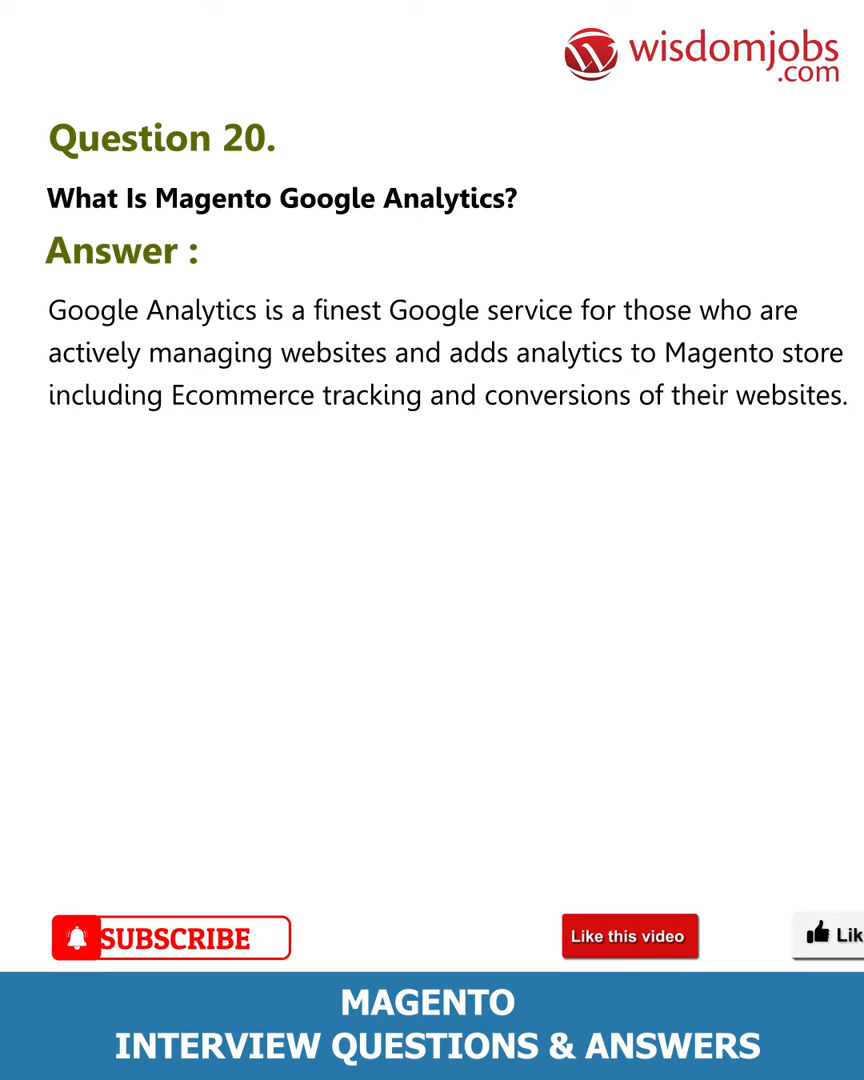 wisdomjobs
.com
Question 20.
What Is Magento Google Analytics?
Answer :
Google Analytics is a finest Google service for those who are
actively managing websites and adds analytics to Magento store
including Ecommerce tracking and conversions of their websites.
SUBSCRIBE
Like this video
Lik
MAGENTO
INTERVIEW QUESTIONS & ANSWERS